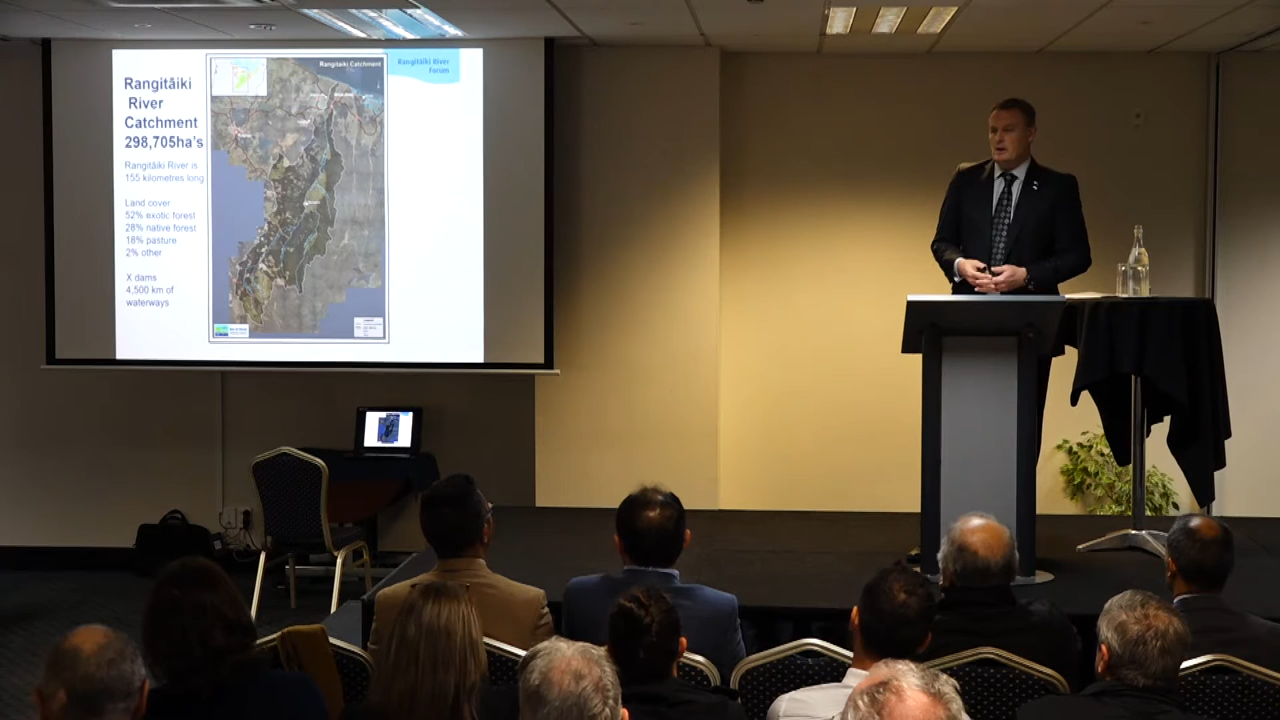 Rangitāiki
River
Catchment
298,705ha's
Rangitāiki River is
155 kilometres long
Land cover
52% exotic forest
28% native forest
18% pasture
2% other
X dams
4,500 km of
waterways
Rangitaiki Catchment
Rangitāiki River
Forum